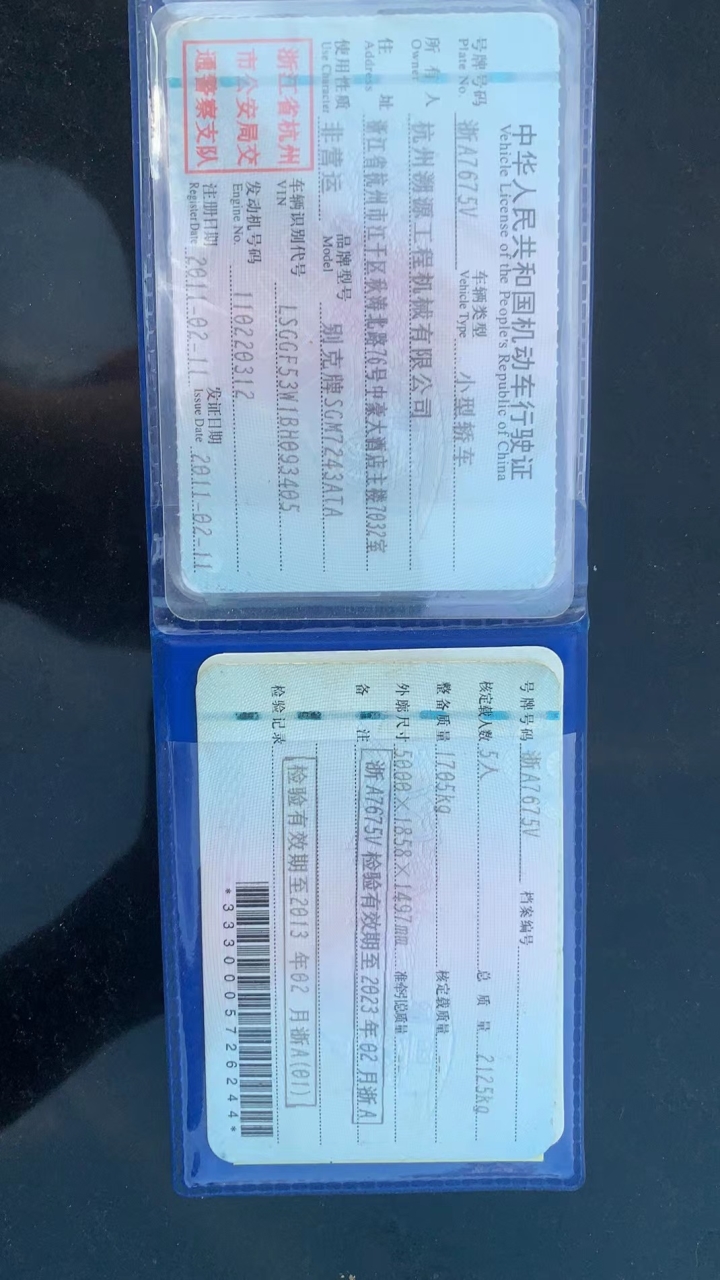 中华人民共和国机动车行驶证
Vehicle License of the People's Republic of China
号牌号码 浙A7675V 车辆类型 小型轿车
Plate No. Vehicle Type
所有人 杭州溯源工程机械有限公司
Owner
住址 浙江省杭州市江干区秋涛北路76号中豪大酒店主楼7032室
Address
使用性质 非营运 品牌型号 别克牌SGM7243ATA
Use Character Model
浙江省杭州
市公安局交
通警察支队
车辆识别代号 LSGGF53W1BH093405
VIN
发动机号码 110220312
Engine No.
注册日期 2011-02-11 发证日期 2011-02-11
Register Date Issue Date
号牌号码 浙A7675V 档案编号
核定载人数 5人 总质量 2125kg
整备质量 1705kg 核定载质量 --
外廓尺寸 5000×1858×1497mm 准牵引总质量 --
备注 浙A7675V 检验有效期至2023年02月浙A
检验记录 检验有效期至2013年02月浙A(01)
*3330005726244*